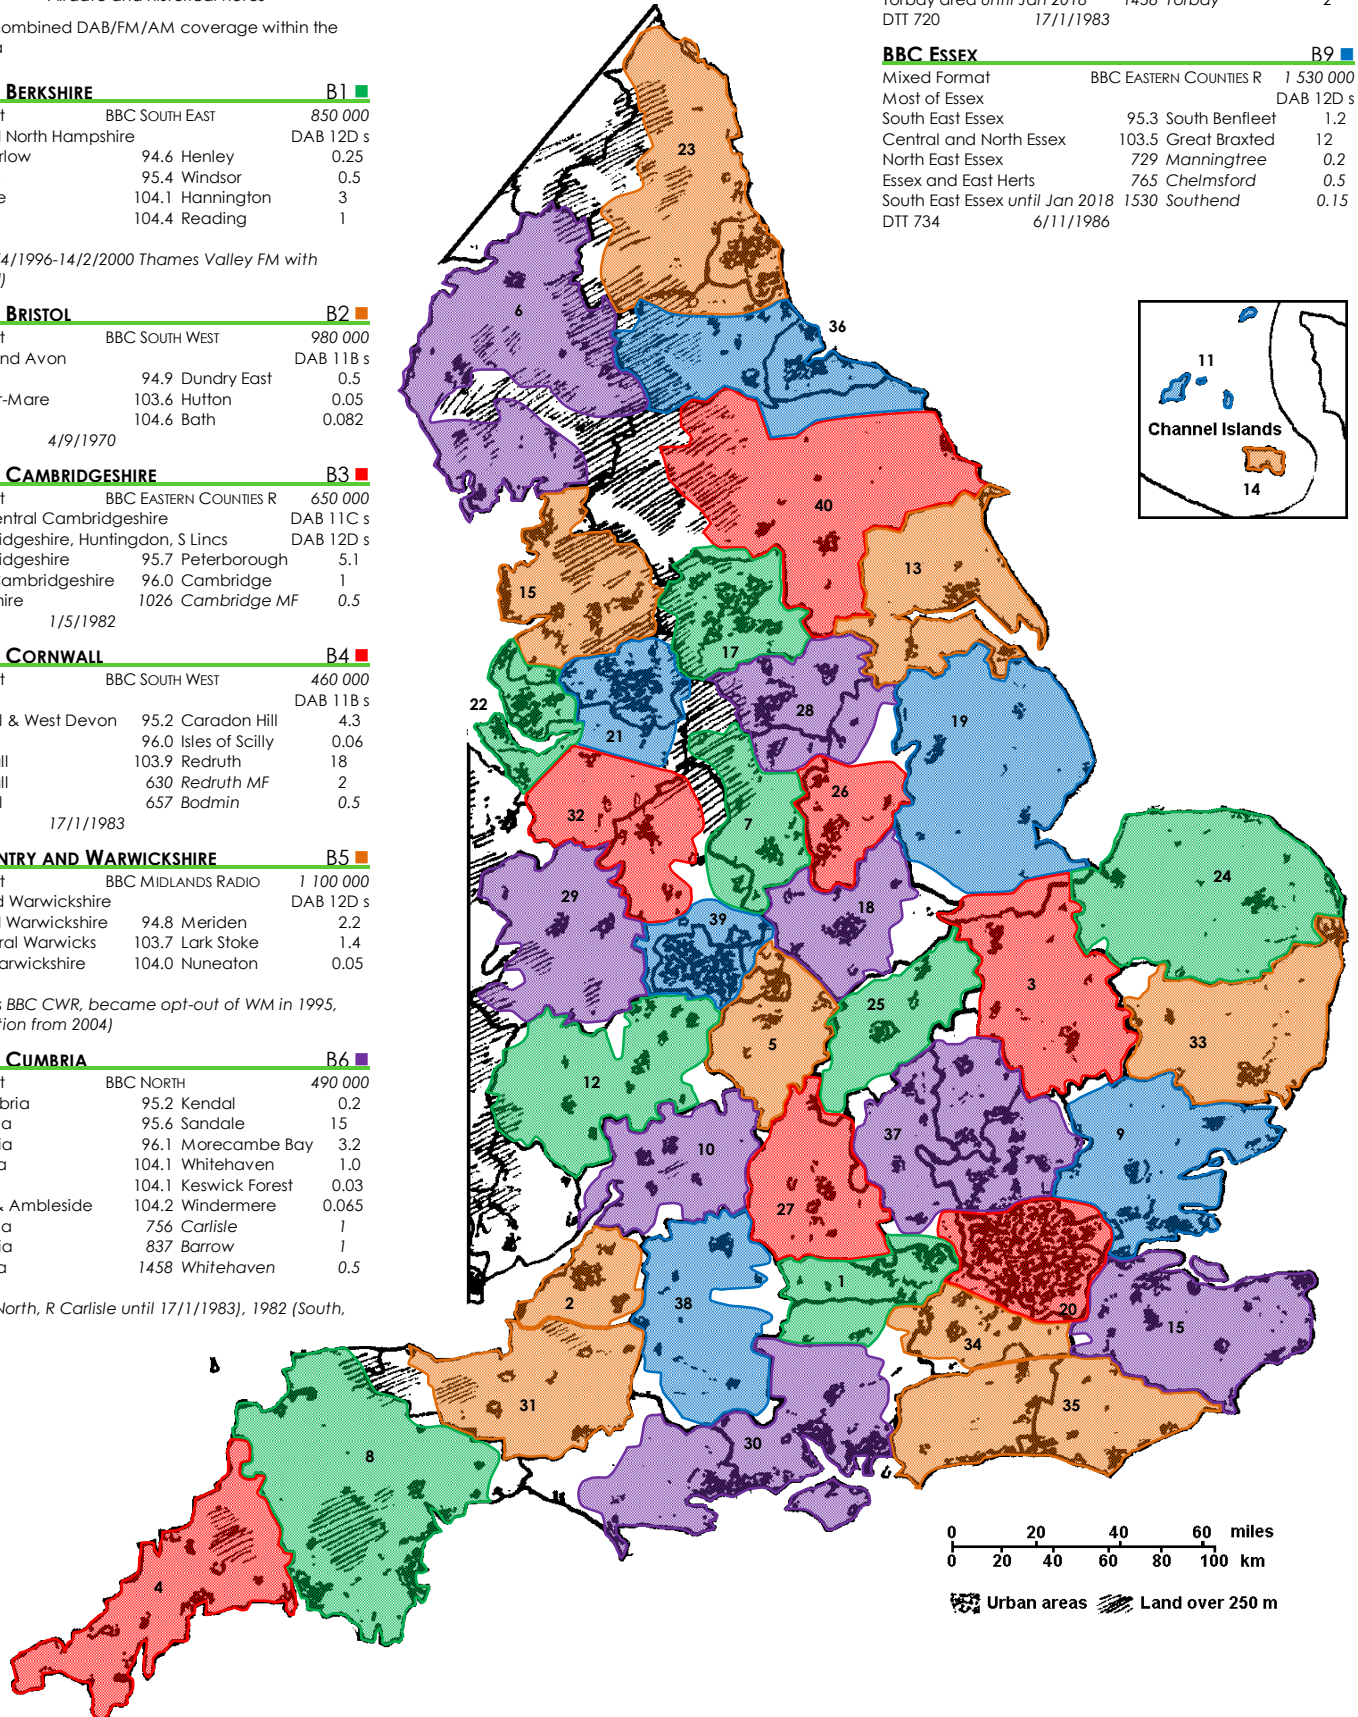 ombined DAB/FM/AM coverage within the
BERKSHIRE B1
BBC SOUTH EAST 850 000
North Hampshire DAB 12D s
rlow 94.6 Henley 0.25
95.4 Windsor 0.5
e 104.1 Hannington 3
104.4 Reading 1
4/1996-14/2/2000 Thames Valley FM with
BRISTOL B2
t BBC SOUTH WEST 980 000
nd Avon DAB 11B s
94.9 Dundry East 0.5
r-Mare 103.6 Hutton 0.05
104.6 Bath 0.082
4/9/1970
CAMBRIDGESHIRE B3
t BBC EASTERN COUNTIES R 650 000
entral Cambridgeshire DAB 11C s
idgeshire, Huntingdon, S Lincs DAB 12D s
idgeshire 95.7 Peterborough 5.1
Cambridgeshire 96.0 Cambridge 1
hire 1026 Cambridge MF 0.5
1/5/1982
CORNWALL B4
t BBC SOUTH WEST 460 000
DAB 11B s
l & West Devon 95.2 Caradon Hill 4.3
96.0 Isles of Scilly 0.06
all 103.9 Redruth 18
all 630 Redruth MF 2
l 657 Bodmin 0.5
17/1/1983
NTRY AND WARWICKSHIRE B5
t BBC MIDLANDS RADIO 1 100 000
d Warwickshire DAB 12D s
l Warwickshire 94.8 Meriden 2.2
ral Warwicks 103.7 Lark Stoke 1.4
arwickshire 104.0 Nuneaton 0.05
s BBC CWR, became opt-out of WM in 1995,
tion from 2004)
CUMBRIA B6
t BBC NORTH 490 000
bria 95.2 Kendal 0.2
a 95.6 Sandale 15
ia 96.1 Morecambe Bay 3.2
a 104.1 Whitehaven 1.0
104.1 Keswick Forest 0.03
& Ambleside 104.2 Windermere 0.065
a 756 Carlisle 1
ia 837 Barrow 1
a 1458 Whitehaven 0.5
North, R Carlisle until 17/1/1983), 1982 (South,
Torbay area until Jan 2018 1458 Torbay 2
DTT 720 17/1/1983
BBC ESSEX B9
Mixed Format BBC EASTERN COUNTIES R 1 530 000
Most of Essex DAB 12D s
South East Essex 95.3 South Benfleet 1.2
Central and North Essex 103.5 Great Braxted 12
North East Essex 729 Manningtree 0.2
Essex and East Herts 765 Chelmsford 0.5
South East Essex until Jan 2018 1530 Southend 0.15
DTT 734 6/11/1986
23
6
36
11
Channel Islands
14
40
13
15
17
22
28
19
21
26
32
7
24
29
18
39
3
25
5
33
12
9
37
10
27
1
2
38
20
15
34
31
35
30
8
4
0 20 40 60 miles
0 20 40 60 80 100 km
Urban areas Land over 250 m